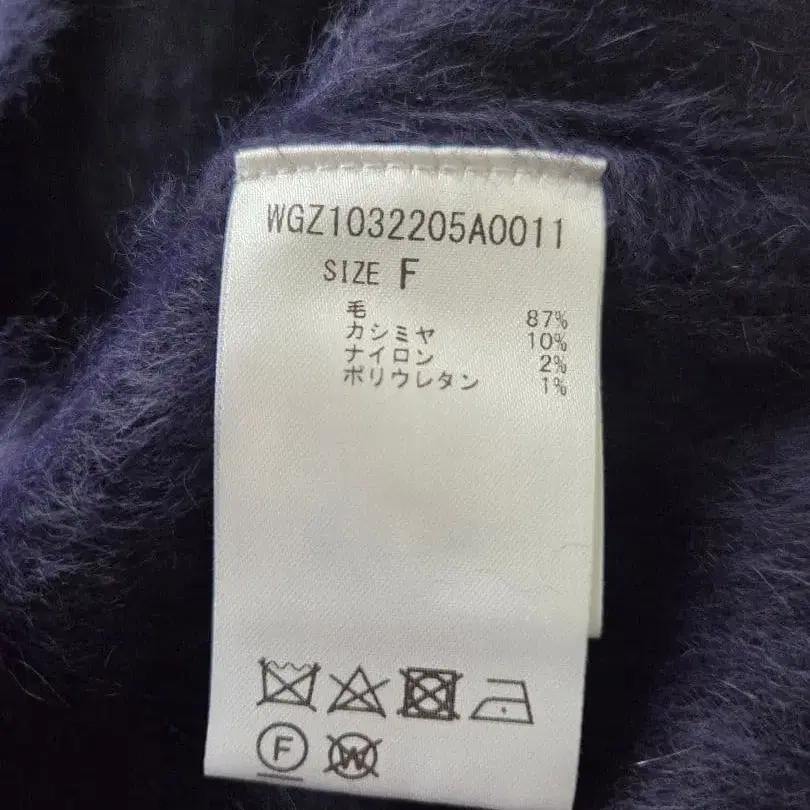 WGZ1032205A0011
SIZE F
毛 87%
カシミヤ 10%
ナイロン 2%
ポリウレタン 1%
F W